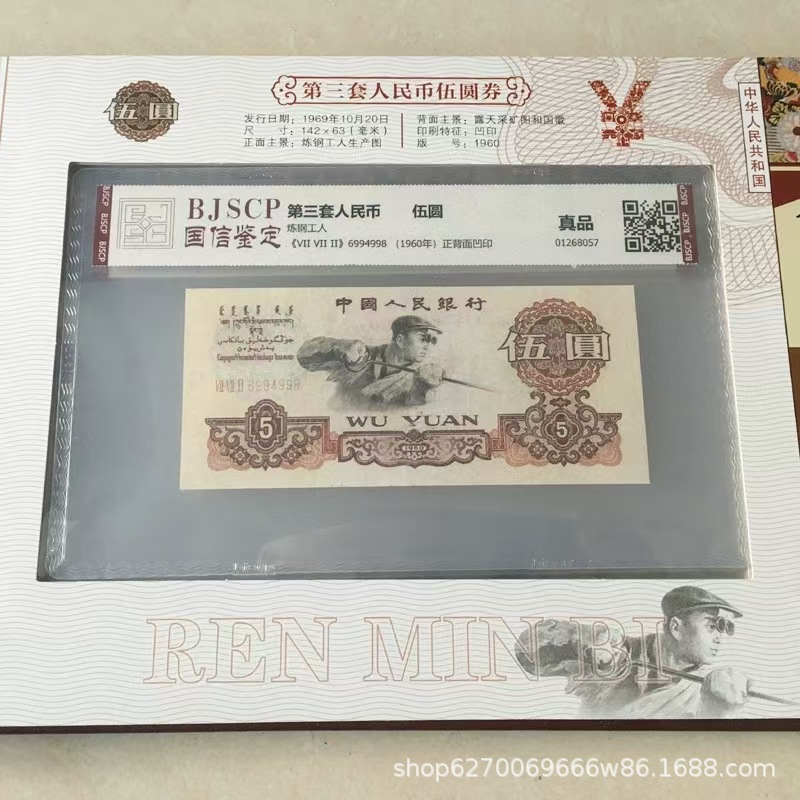 第三套人民币伍圆券
伍圓
发行日期：1969年10月20日 背面主景：露天采矿图和国徽
尺 寸：142×63（毫米） 印刷特征：凹印
正面主景：炼钢工人生产图 版 号：1960
中华人民共和国
BJSCP
BJSCP
BJSCP
BJSCP
BJSCP 第三套人民币 伍圆 真品
国信鉴定 炼钢工人
《VII VII II》6994998 （1960年）正背面凹印 01268057
中國人民銀行
伍圓
VII VII II 6994998
WU YUAN
5
1960
5
REN MIN BI
shop6270069666w86.1688.com